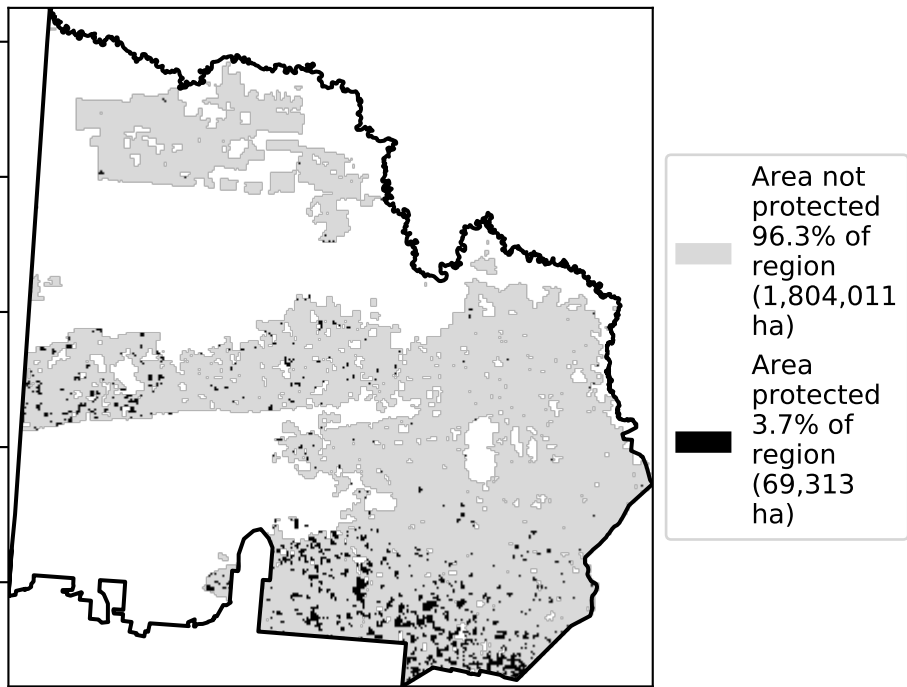 Area not
protected
96.3% of
region
(1,804,011
ha)
Area
protected
3.7% of
region
(69,313
ha)